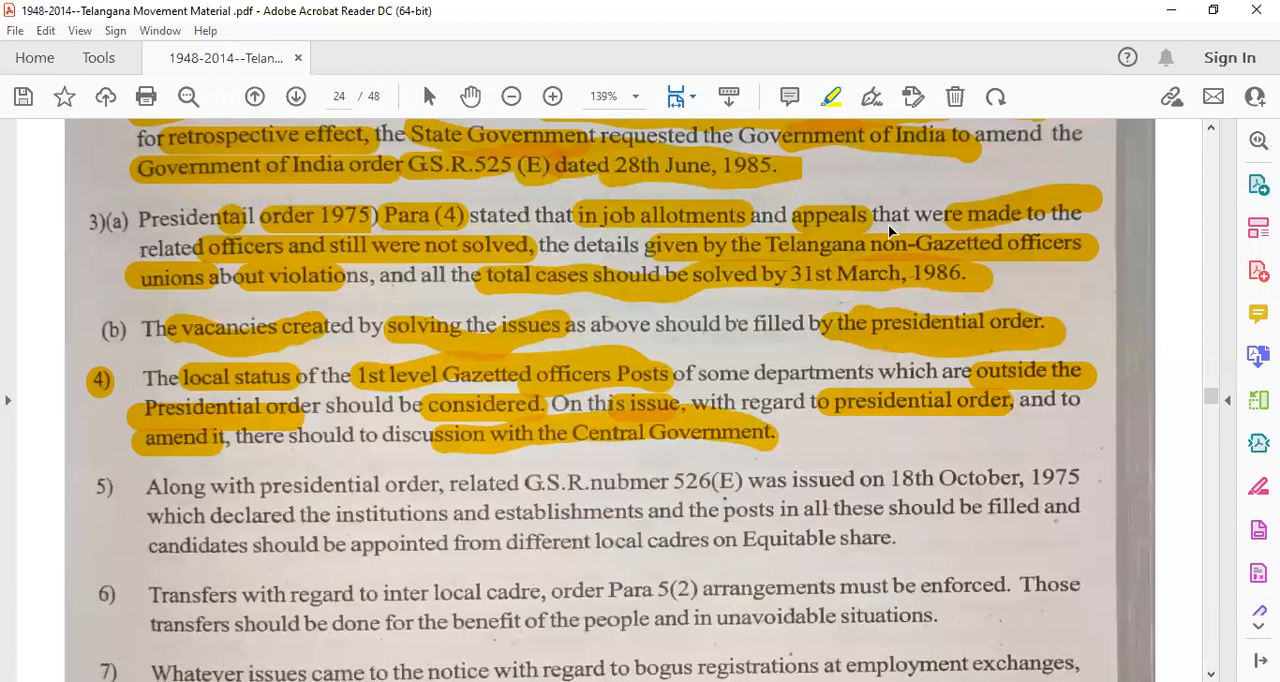 1948-2014--Telangana Movement Material .pdf - Adobe Acrobat Reader DC (64-bit)
File Edit View Sign Window Help
Home Tools 1948-2014--Telan... × Sign In
24 / 48 139%
for retrospective effect, the State Government requested the Government of India to amend the
Government of India order G.S.R.525 (E) dated 28th June, 1985.
3)(a) Presidentail order 1975) Para (4) stated that in job allotments and appeals that were made to the
related officers and still were not solved, the details given by the Telangana non-Gazetted officers
unions about violations, and all the total cases should be solved by 31st March, 1986.
(b) The vacancies created by solving the issues as above should be filled by the presidential order.
4) The local status of the 1st level Gazetted officers Posts of some departments which are outside the
Presidential order should be considered. On this issue, with regard to presidential order, and to
amend it, there should to discussion with the Central Government.
5) Along with presidential order, related G.S.R.nubmer 526(E) was issued on 18th October, 1975
which declared the institutions and establishments and the posts in all these should be filled and
candidates should be appointed from different local cadres on Equitable share.
6) Transfers with regard to inter local cadre, order Para 5(2) arrangements must be enforced. Those
transfers should be done for the benefit of the people and in unavoidable situations.
7) Whatever issues came to the notice with regard to bogus registrations at employment exchanges,